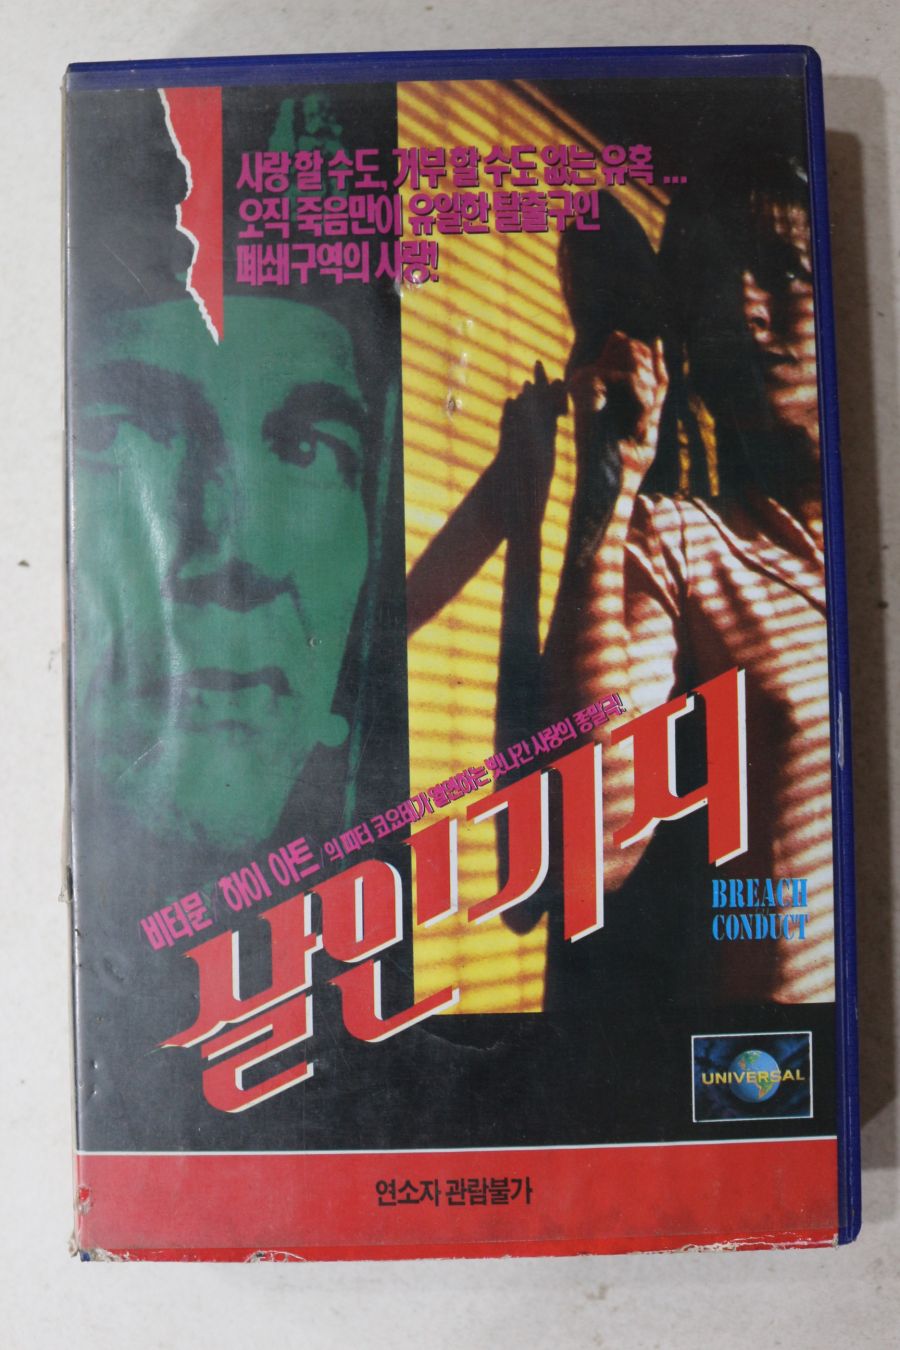 사랑할 수도, 거부할 수도 없는 유혹 ...
오직 죽음만이 유일한 탈출구인
폐쇄구역의 사랑!
비터문/하이 아트/의 피터 코요테가 열연하는 빗나간 사랑의 종말극!
살인기지
BREACH
CONDUCT
UNIVERSAL
연소자 관람불가